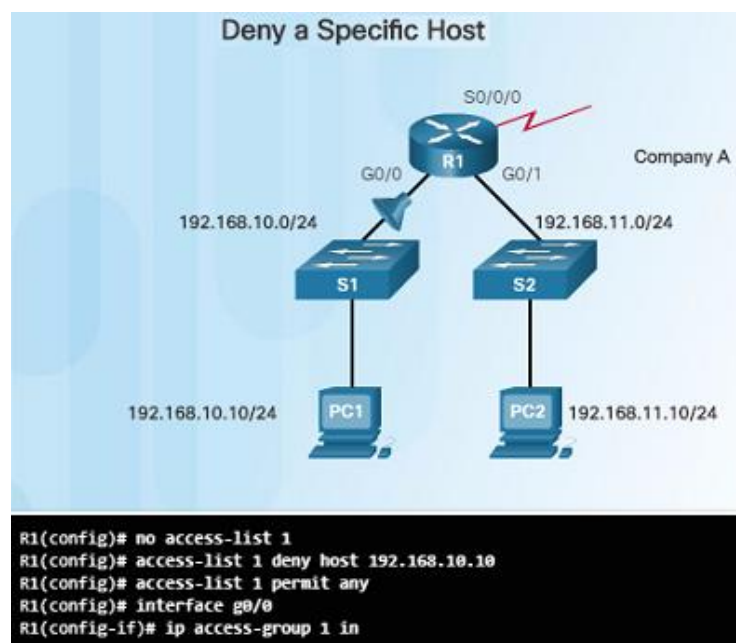 Deny a Specific Host
S0/0/0
R1
Company A
G0/0
G0/1
192.168.10.0/24
192.168.11.0/24
S1
S2
192.168.10.10/24
PC1
PC2
192.168.11.10/24
R1(config)# no access-list 1
R1(config)# access-list 1 deny host 192.168.10.10
R1(config)# access-list 1 permit any
R1(config)# interface g0/0
R1(config-if)# ip access-group 1 in